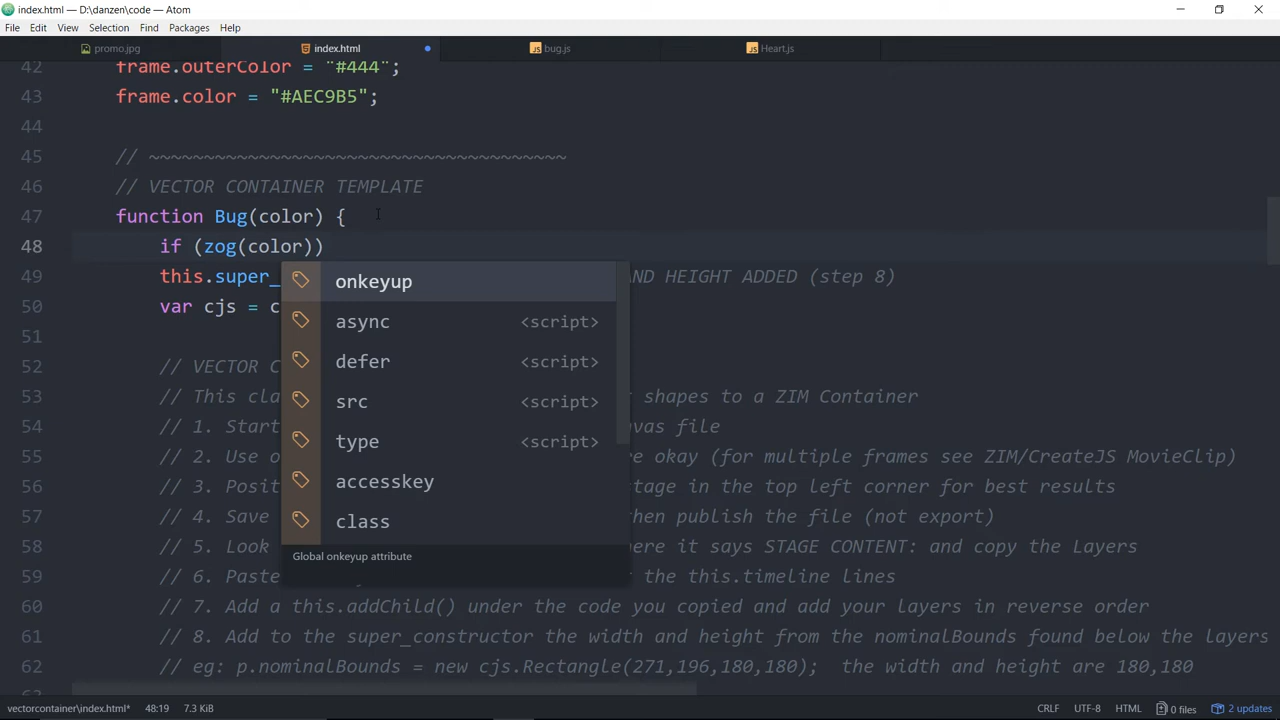 index.html — D:\danzen\code — Atom
File Edit View Selection Find Packages Help
promo.jpg index.html bug.js Heart.js
42 frame.outerColor = "#444";
43 frame.color = "#AEC9B5";
44
45 // ~~~~~~~~~~~~~~~~~~~~~~~~~~~~~~~~~~~~~~
46 // VECTOR CONTAINER TEMPLATE
47 function Bug(color) {
48 if (zog(color))
49 this.super_ AND HEIGHT ADDED (step 8)
50 var cjs = c
51
52 // VECTOR C
53 // This cla r shapes to a ZIM Container
54 // 1. Start vas file
55 // 2. Use o re okay (for multiple frames see ZIM/CreateJS MovieClip)
56 // 3. Posit tage in the top left corner for best results
57 // 4. Save then publish the file (not export)
58 // 5. Look here it says STAGE CONTENT: and copy the Layers
59 // 6. Paste r the this.timeline lines
60 // 7. Add a this.addChild() under the code you copied and add your layers in reverse order
61 // 8. Add to the super_constructor the width and height from the nominalBounds found below the layers
62 // eg: p.nominalBounds = new cjs.Rectangle(271,196,180,180); the width and height are 180,180
onkeyup
async <script>
defer <script>
src <script>
type <script>
accesskey
class
Global onkeyup attribute
vectorcontainer\index.html* 48:19 7.3 KiB CRLF UTF-8 HTML 0 files 2 updates